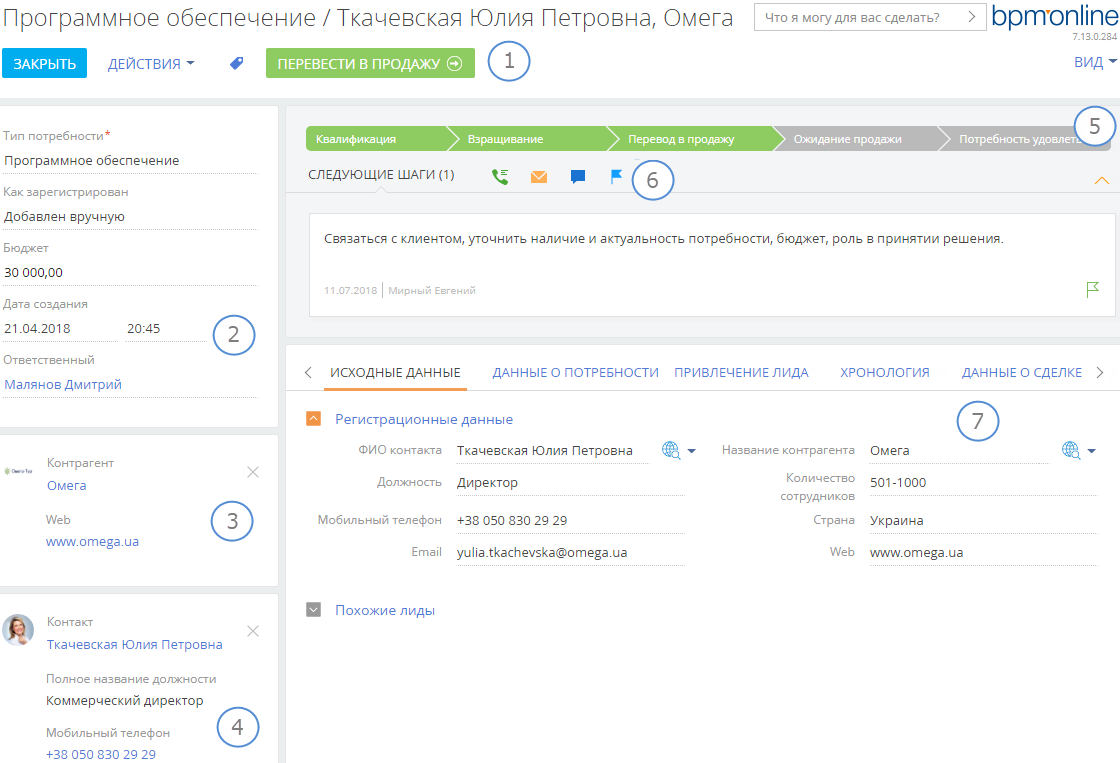 Программное обеспечение / Ткачевская Юлия Петровна, Омега
Что я могу для вас сделать?
bpm'online
7.13.0.284
ЗАКРЫТЬ
ДЕЙСТВИЯ
ПЕРЕВЕСТИ В ПРОДАЖУ
1
ВИД
Тип потребности*
Программное обеспечение
Как зарегистрирован
Добавлен вручную
Бюджет
30 000,00
Дата создания
21.04.2018 20:45
2
Ответственный
Малянов Дмитрий
Контрагент
Омега
Web
www.omega.ua
3
Контакт
Ткачевская Юлия Петровна
Полное название должности
Коммерческий директор
Мобильный телефон
+38 050 830 29 29
4
Квалификация Взращивание Перевод в продажу Ожидание продажи Потребность удовлет
5
СЛЕДУЮЩИЕ ШАГИ (1)
6
Связаться с клиентом, уточнить наличие и актуальность потребности, бюджет, роль в принятии решения.
11.07.2018 | Мирный Евгений
ИСХОДНЫЕ ДАННЫЕ ДАННЫЕ О ПОТРЕБНОСТИ ПРИВЛЕЧЕНИЕ ЛИДА ХРОНОЛОГИЯ ДАННЫЕ О СДЕЛКЕ
7
Регистрационные данные
ФИО контакта Ткачевская Юлия Петровна
Название контрагента Омега
Должность Директор
Количество
сотрудников 501-1000
Мобильный телефон +38 050 830 29 29
Страна Украина
Email yulia.tkachevska@omega.ua
Web www.omega.ua
Похожие лиды